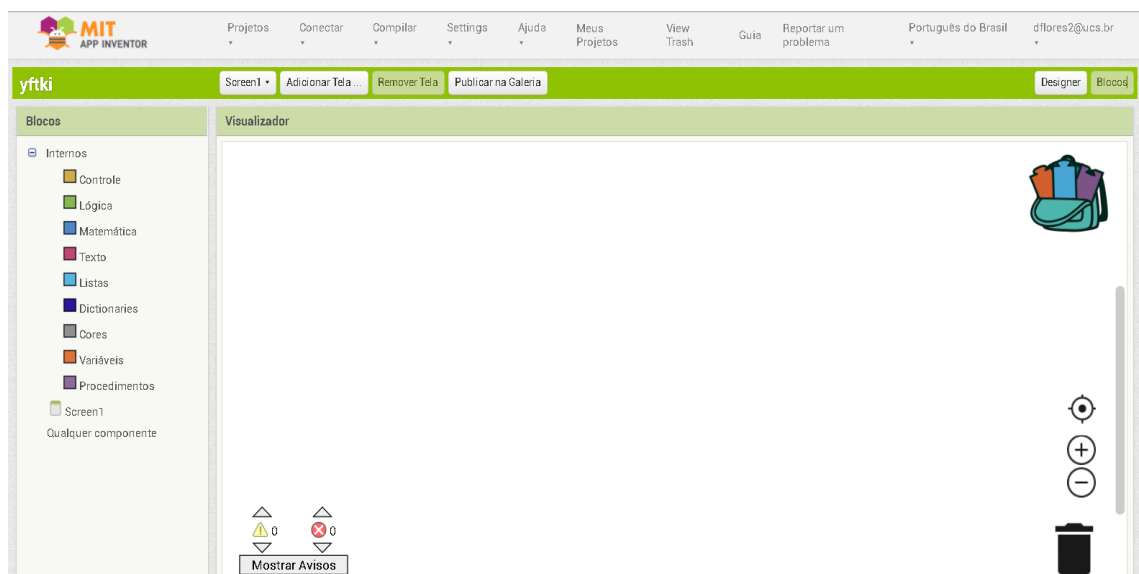 MIT
APP INVENTOR
Projetos
Conectar
Compilar
Settings
Ajuda
Meus
Projetos
View
Trash
Guia
Reportar um
problema
Português do Brasil
dflores2@ucs.br
yftki
Screen1
Adicionar Tela ...
Remover Tela
Publicar na Galeria
Designer
Blocos
Blocos
Visualizador
Internos
Controle
Lógica
Matemática
Texto
Listas
Dictionaries
Cores
Variáveis
Procedimentos
Screen1
Qualquer componente
0
0
Mostrar Avisos